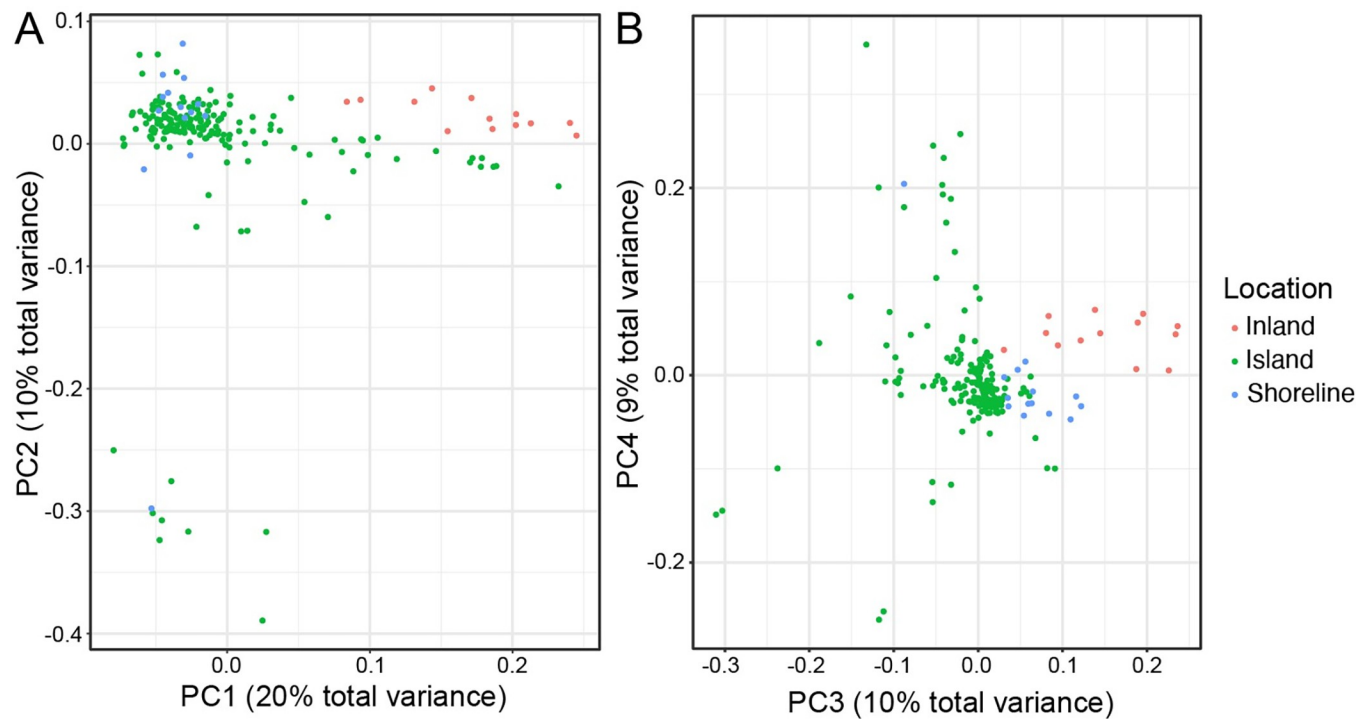 A
0.1
0.0
-0.1
-0.2
-0.3
-0.4
PC2 (10% total variance)
0.0 0.1 0.2
PC1 (20% total variance)
B
0.2
0.0
-0.2
PC4 (9% total variance)
-0.3 -0.2 -0.1 0.0 0.1 0.2
PC3 (10% total variance)
Location
Inland
Island
Shoreline